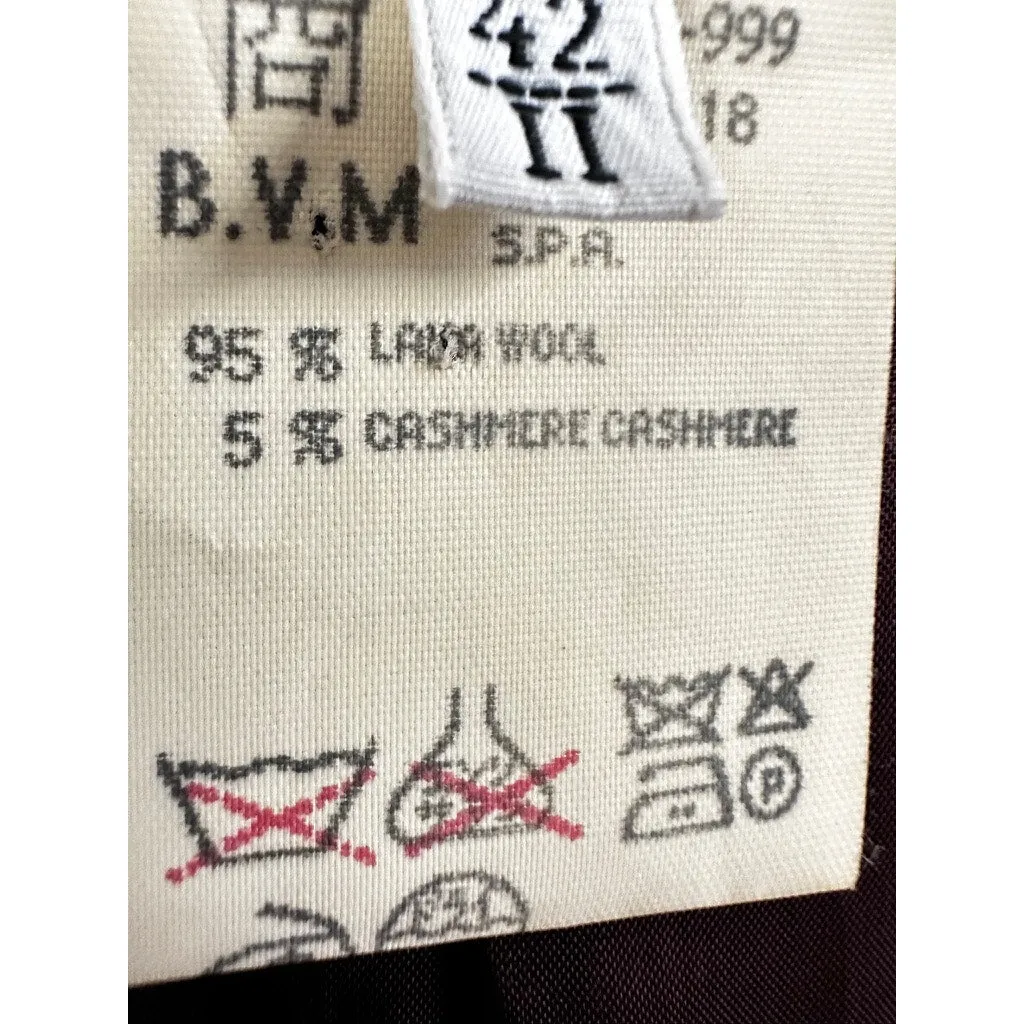 42
II
-999
18
B.V.M
S.P.A.
95 % LANA WOOL
5 % CASHMERE CASHMERE
P